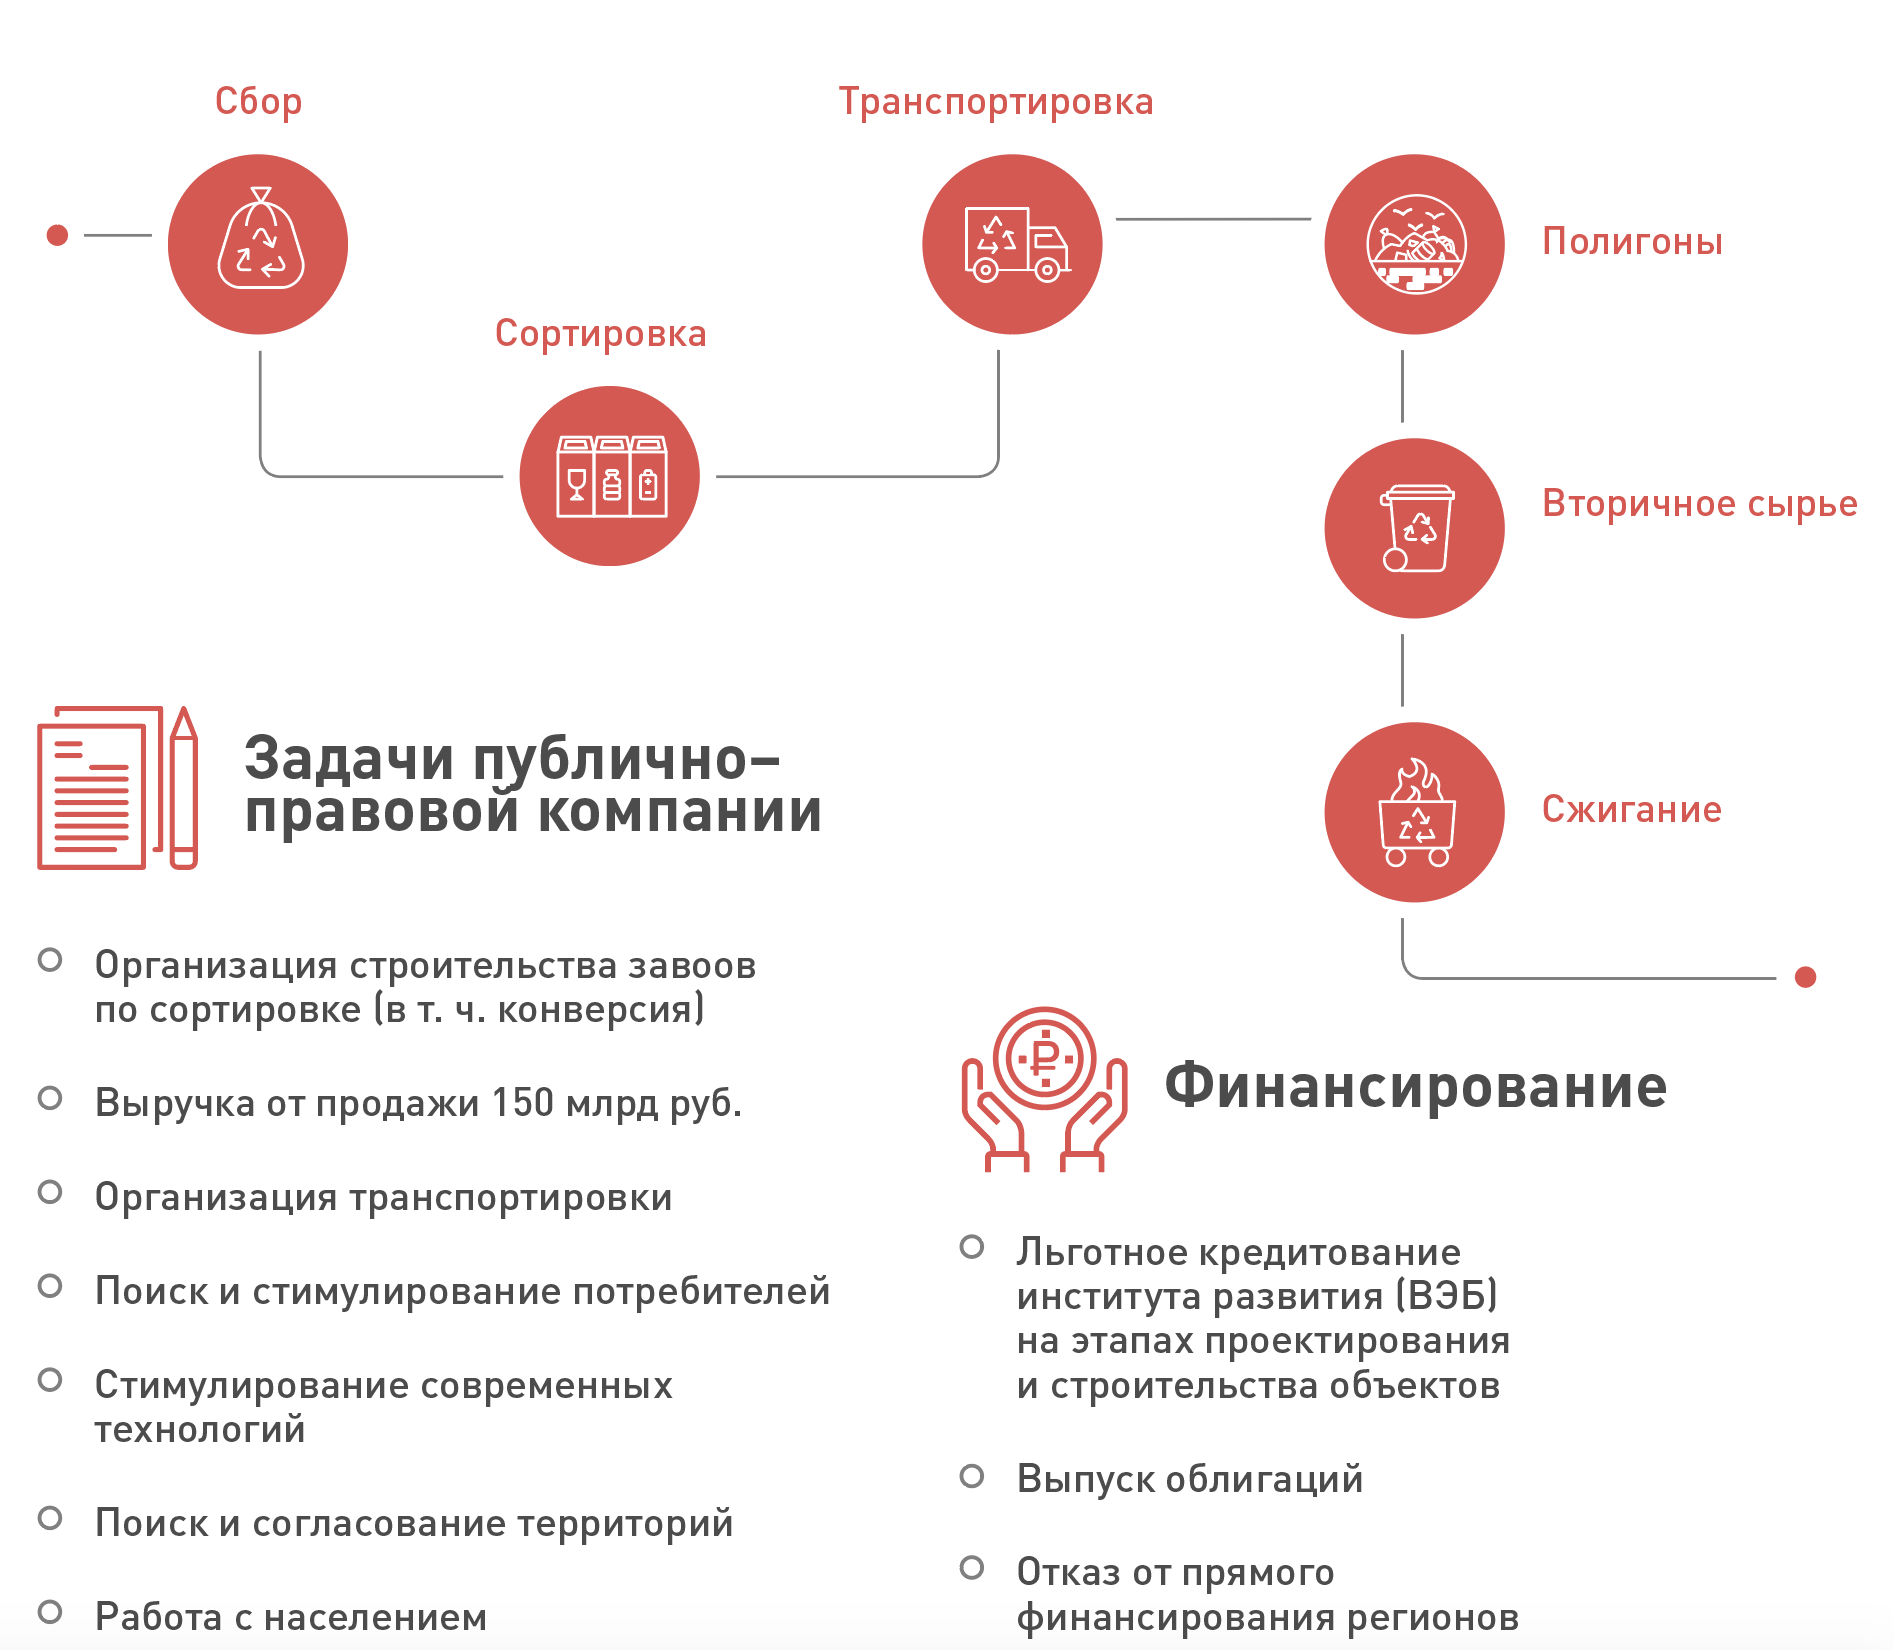 Сбор
Транспортировка
Полигоны
Сортировка
Вторичное сырье
Сжигание
Задачи публично–
правовой компании
Организация строительства завоов
по сортировке (в т. ч. конверсия)
Выручка от продажи 150 млрд руб.
Организация транспортировки
Поиск и стимулирование потребителей
Стимулирование современных
технологий
Поиск и согласование территорий
Работа с населением
Финансирование
Льготное кредитование
института развития (ВЭБ)
на этапах проектирования
и строительства объектов
Выпуск облигаций
Отказ от прямого
финансирования регионов